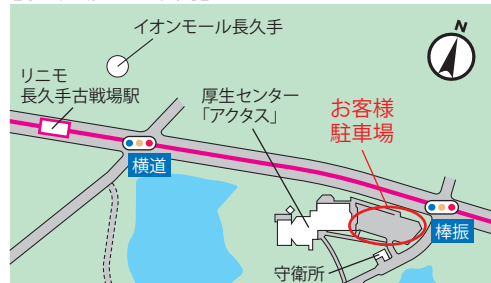 イオンモール長久手
N
リニモ
長久手古戦場駅
厚生センター
「アクタス」
お客様
駐車場
横道
棒振
守衛所